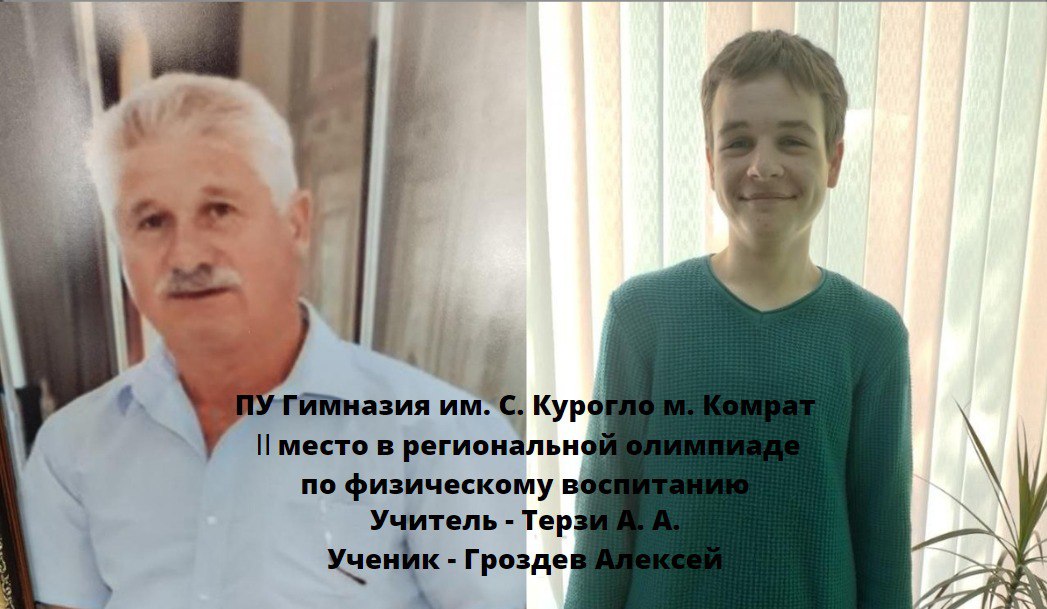 ПУ Гимназия им. С. Курогло м. Комрат
II место в региональной олимпиаде
по физическому воспитанию
Учитель - Терзи А. А.
Ученик - Гроздев Алексей